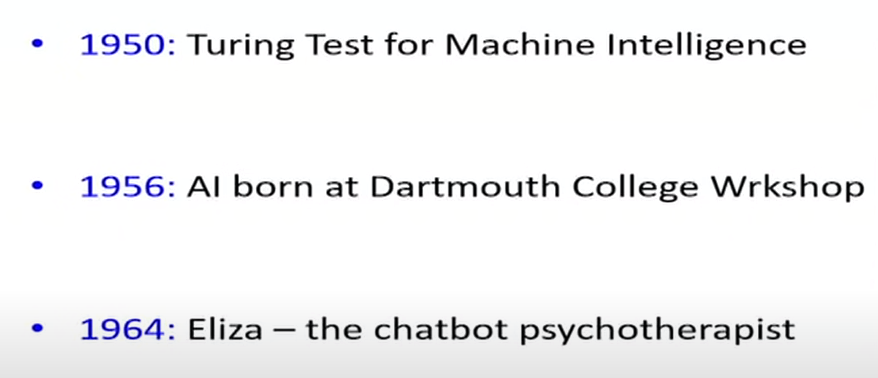 • 1950: Turing Test for Machine Intelligence
• 1956: AI born at Dartmouth College Wrkshop
• 1964: Eliza – the chatbot psychotherapist